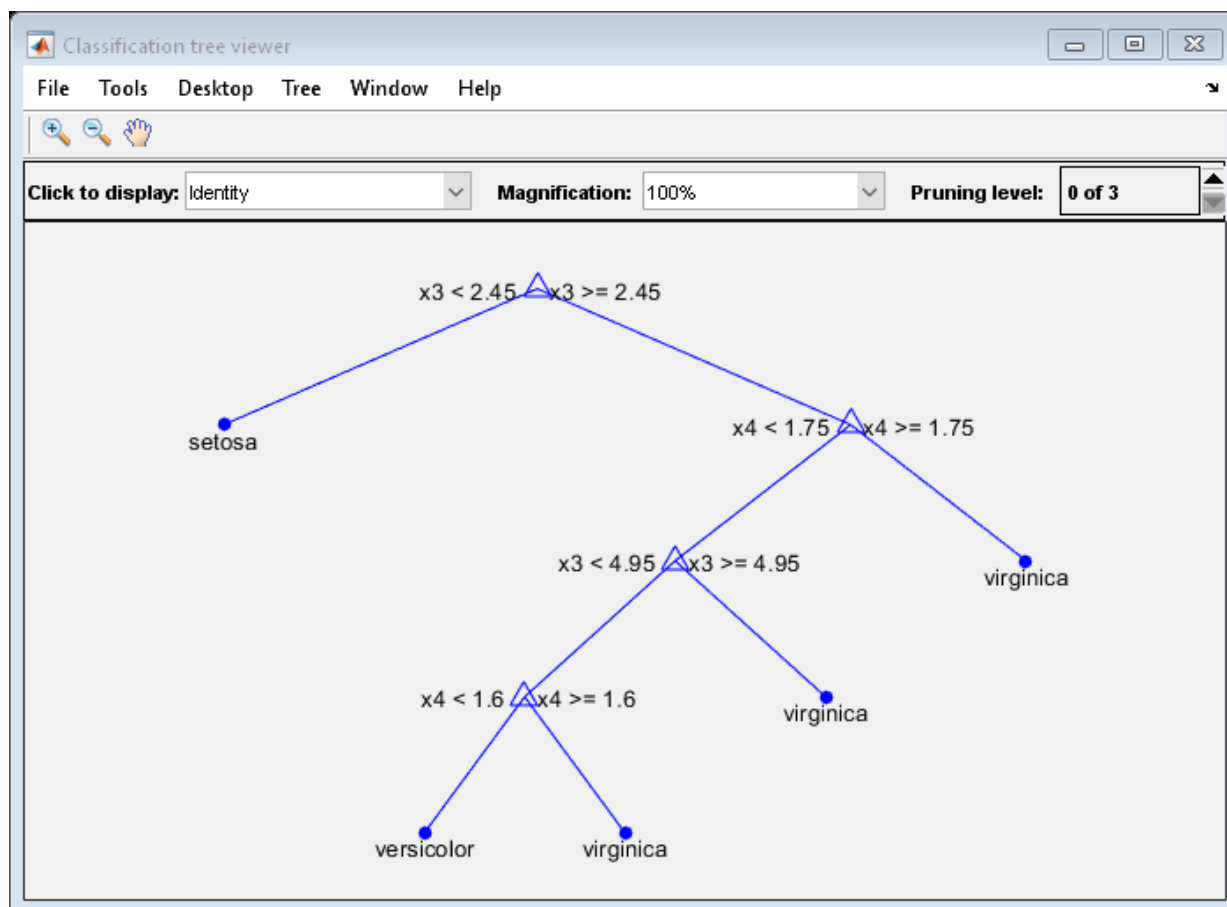 Classification tree viewer
File Tools Desktop Tree Window Help
Click to display: Identity Magnification: 100% Pruning level: 0 of 3
x3 < 2.45 x3 >= 2.45
setosa
x4 < 1.75 x4 >= 1.75
x3 < 4.95 x3 >= 4.95
virginica
x4 < 1.6 x4 >= 1.6
virginica
versicolor virginica